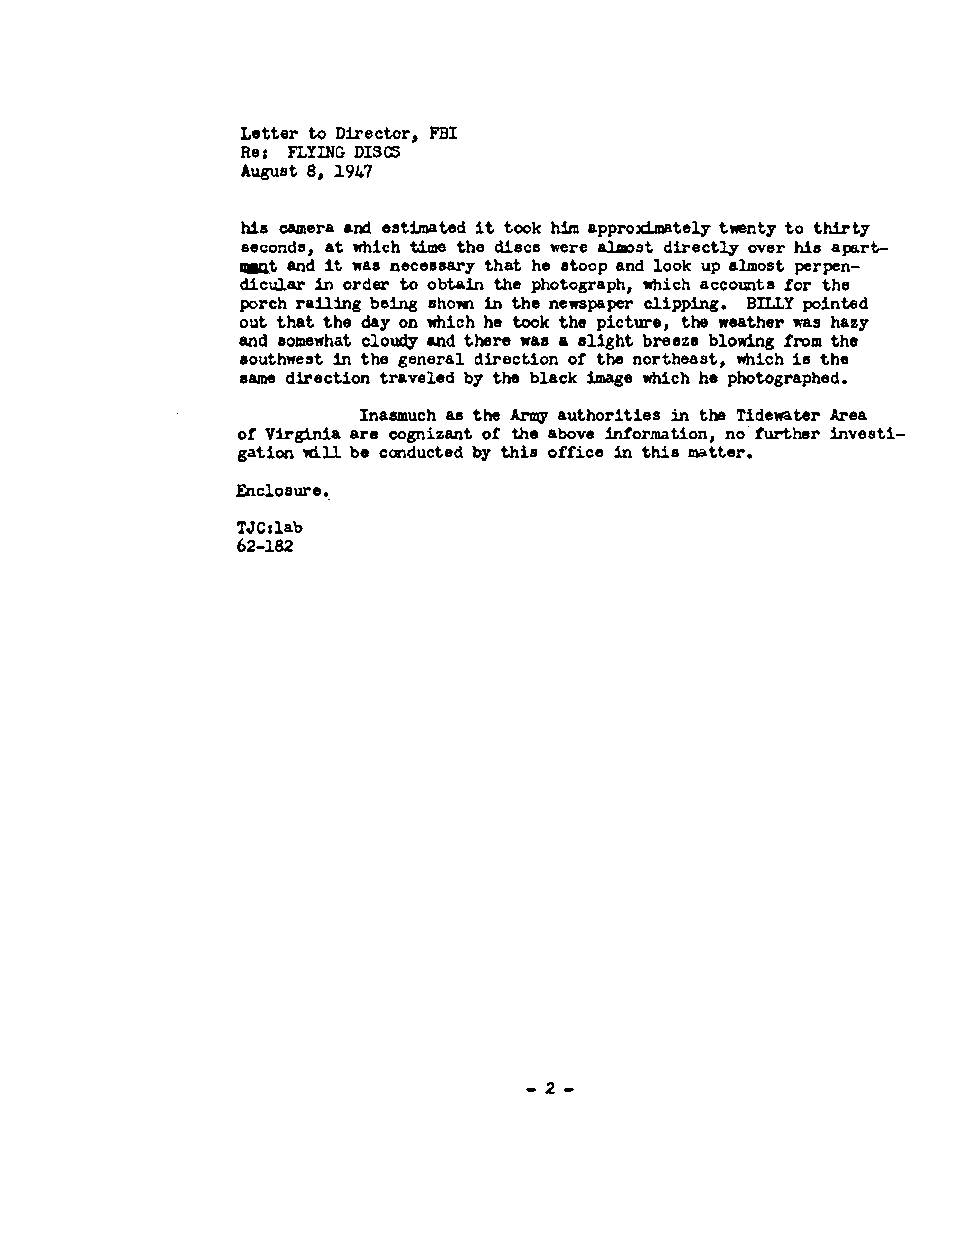 Letter to Director, FBI
Re: FLYING DISCS
August 8, 1947
his camera and estimated it took him approximately twenty to thirty
seconds, at which time the discs were almost directly over his apart-
ment and it was necessary that he stoop and look up almost perpen-
dicular in order to obtain the photograph, which accounts for the
porch railing being shown in the newspaper clipping. BILLY pointed
out that the day on which he took the picture, the weather was hazy
and somewhat cloudy and there was a slight breeze blowing from the
southwest in the general direction of the northeast, which is the
same direction traveled by the black image which he photographed.
Inasmuch as the Army authorities in the Tidewater Area
of Virginia are cognizant of the above information, no further investi-
gation will be conducted by this office in this matter.
Enclosure.
TJC:lab
62-182
- 2 -